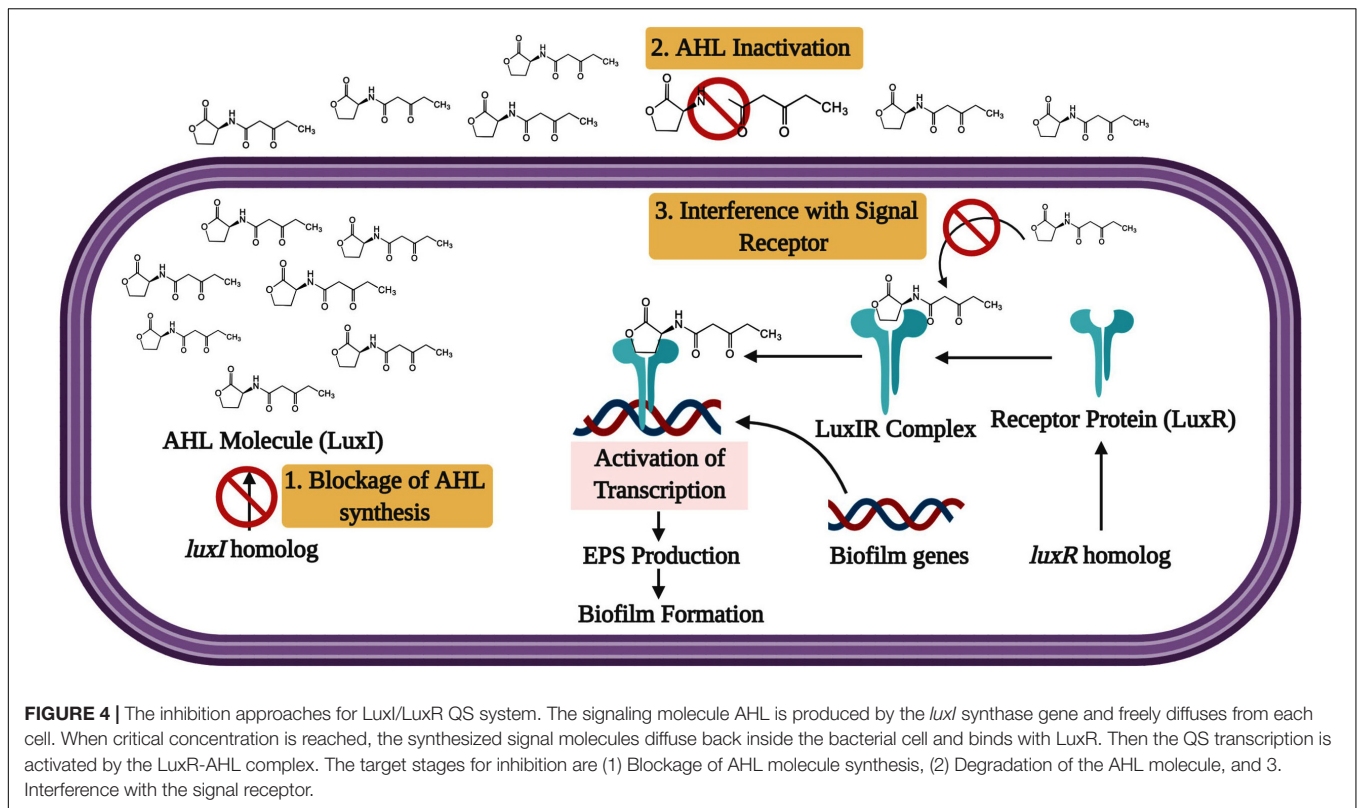 2. AHL Inactivation
3. Interference with Signal
Receptor
AHL Molecule (LuxI)
1. Blockage of AHL
synthesis
luxI homolog
Activation of
Transcription
EPS Production
Biofilm Formation
LuxIR Complex
Biofilm genes
Receptor Protein (LuxR)
luxR homolog
O
O
N
H
O
O
CH₃
FIGURE 4 | The inhibition approaches for LuxI/LuxR QS system. The signaling molecule AHL is produced by the luxI synthase gene and freely diffuses from each
cell. When critical concentration is reached, the synthesized signal molecules diffuse back inside the bacterial cell and binds with LuxR. Then the QS transcription is
activated by the LuxR-AHL complex. The target stages for inhibition are (1) Blockage of AHL molecule synthesis, (2) Degradation of the AHL molecule, and 3.
Interference with the signal receptor.